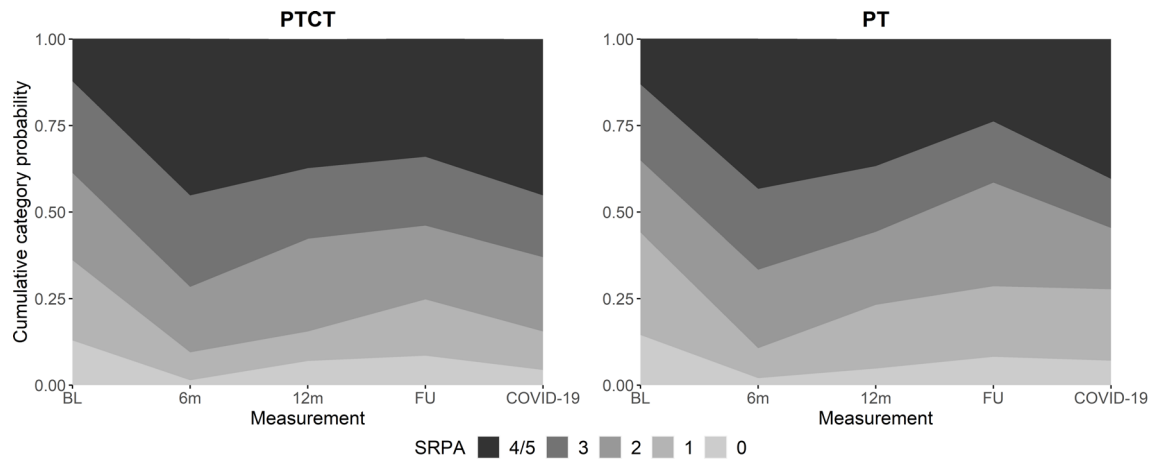 PTCT
PT
Cumulative category probability
1.00
0.75
0.50
0.25
0.00
BL 6m 12m FU COVID-19
Measurement
1.00
0.75
0.50
0.25
0.00
BL 6m 12m FU COVID-19
Measurement
SRPA 4/5 3 2 1 0